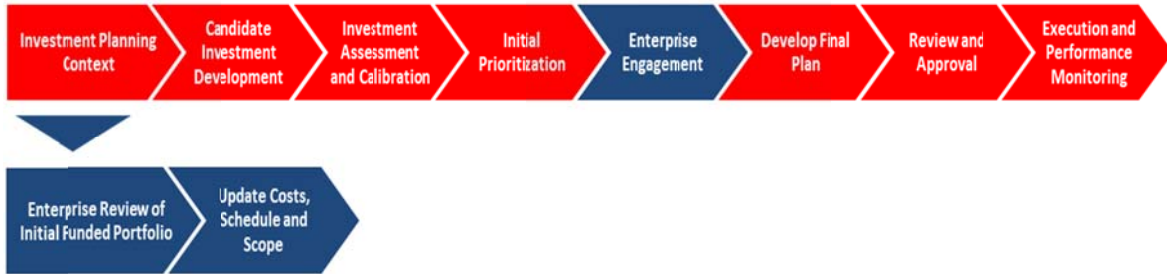 Investment Planning
Context
Candidate
Investment
Development
Investment
Assessment
and Calibration
Initial
Prioritization
Enterprise
Engagement
Develop Final
Plan
Review and
Approval
Execution and
Performance
Monitoring
Enterprise Review of
Initial Funded Portfolio
Update Costs,
Schedule and
Scope